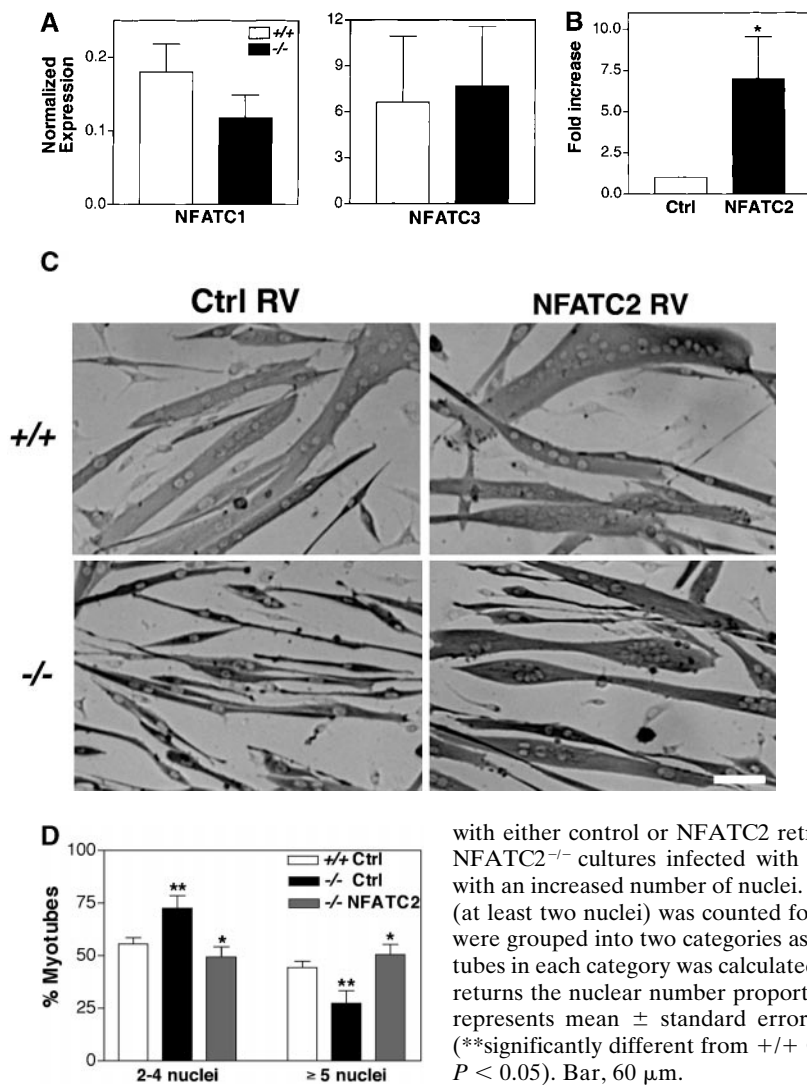 A
Normalized Expression
0.2
0.1
0.0
+/+
-/-
NFATC1
12
9
6
3
0
NFATC3
B
Fold increase
10.0
7.5
5.0
2.5
0.0
*
Ctrl NFATC2
C
Ctrl RV NFATC2 RV
+/+
-/-
D
% Myotubes
100
75
50
25
0
+/+ Ctrl
-/- Ctrl
-/- NFATC2
** * ** *
2-4 nuclei ≥ 5 nuclei
with either control or NFATC2 retr
NFATC2−/− cultures infected with
with an increased number of nuclei.
(at least two nuclei) was counted fo
were grouped into two categories as
tubes in each category was calculated
returns the nuclear number proport
represents mean ± standard error
(**significantly different from +/+
P < 0.05). Bar, 60 μm.